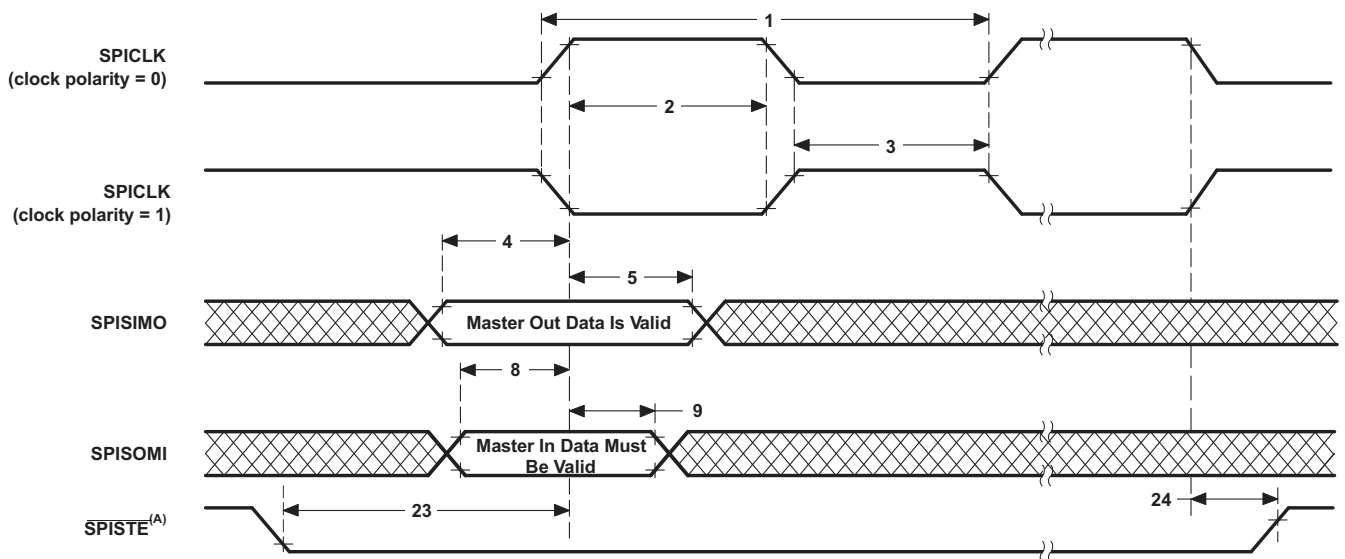 1
SPICLK
(clock polarity = 0)
2
3
SPICLK
(clock polarity = 1)
4
5
SPISIMO
Master Out Data Is Valid
8
9
SPISOMI
Master In Data Must
Be Valid
23
24
SPISTE(A)